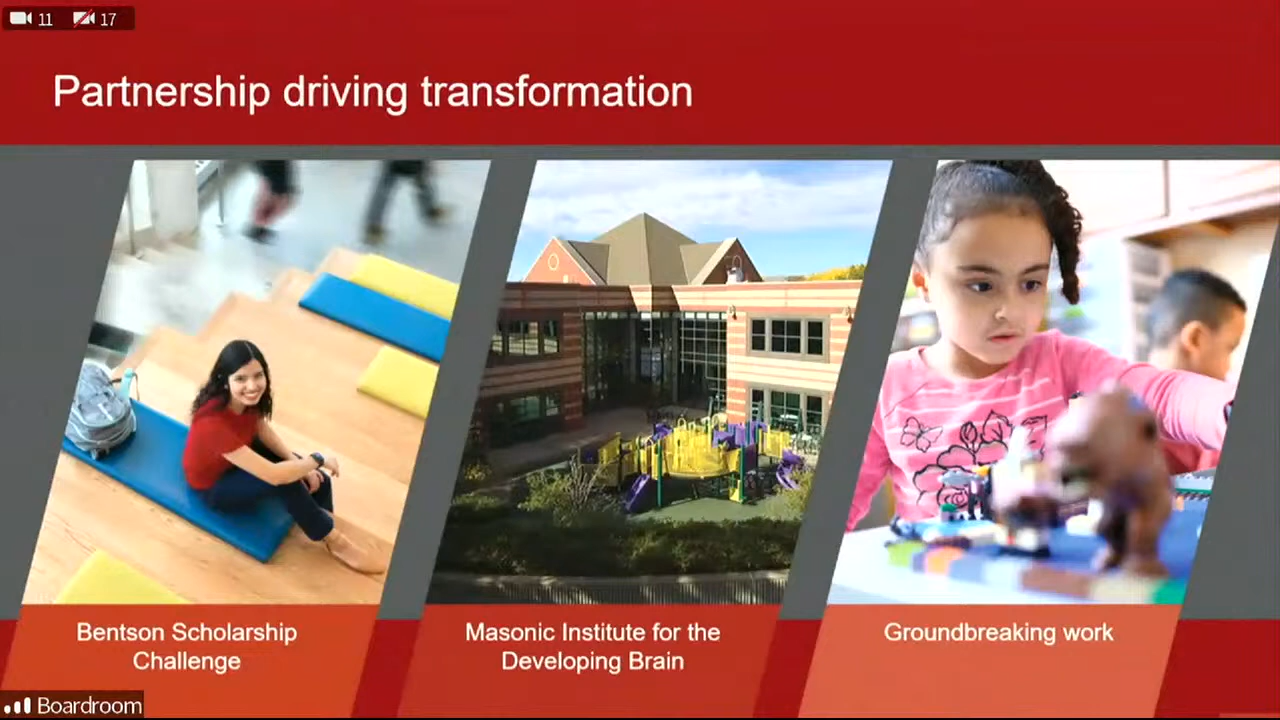 11 17
Partnership driving transformation
Bentson Scholarship
Challenge
Masonic Institute for the
Developing Brain
Groundbreaking work
Boardroom